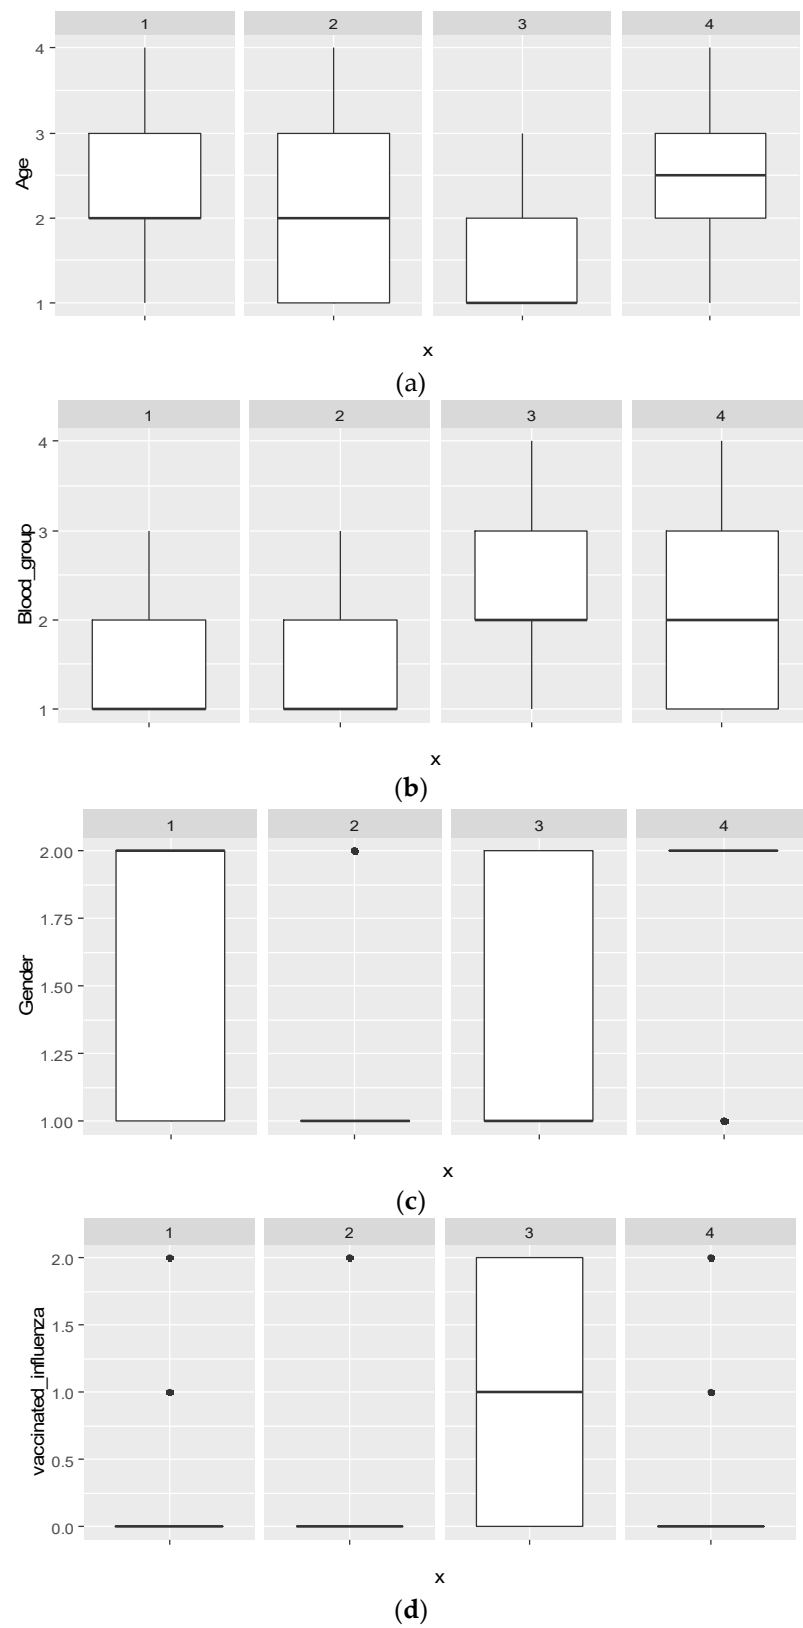 1 2 3 4
4
3
2
1
Age
x
(a)
1 2 3 4
4
3
2
1
Blood_group
x
(b)
1 2 3 4
2.00
1.75
1.50
1.25
1.00
Gender
x
(c)
1 2 3 4
2.0
1.5
1.0
0.5
0.0
vaccinated_influenza
x
(d)